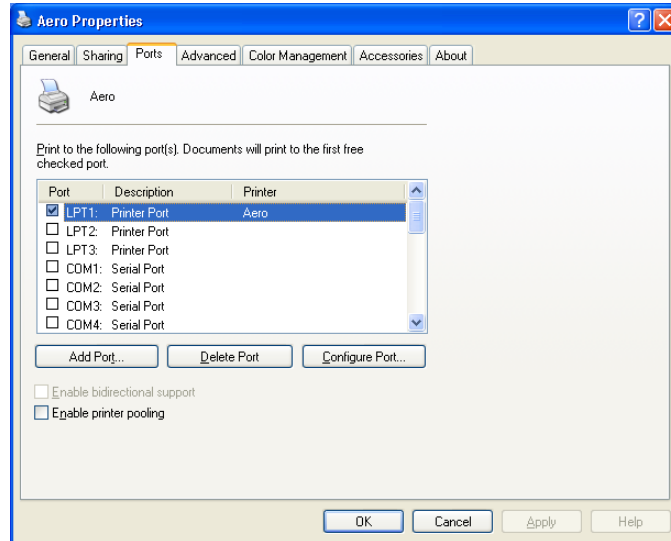 Aero Properties
General Sharing Ports Advanced Color Management Accessories About
Aero
Print to the following port(s). Documents will print to the first free
checked port.
Port Description Printer
LPT1: Printer Port Aero
LPT2: Printer Port
LPT3: Printer Port
COM1: Serial Port
COM2: Serial Port
COM3: Serial Port
COM4: Serial Port
Add Port... Delete Port Configure Port...
Enable bidirectional support
Enable printer pooling
OK Cancel Apply Help